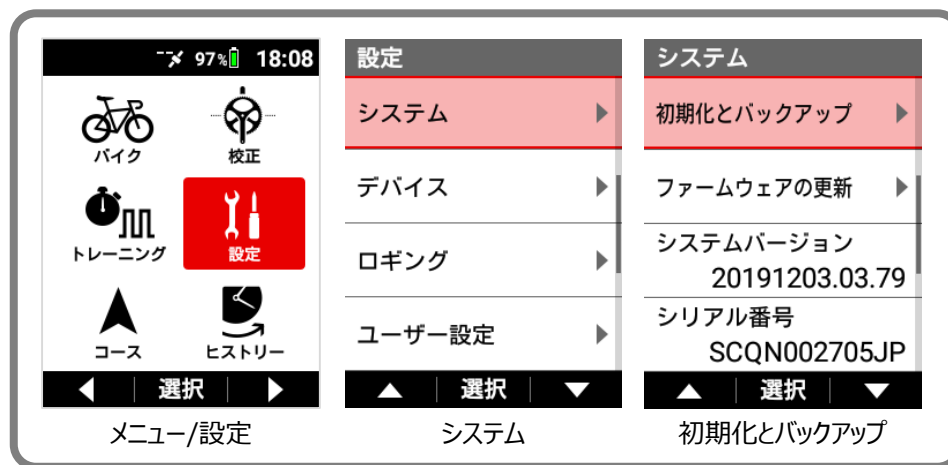 97% 18:08
バイク 校正
トレーニング 設定
コース ヒストリー
選択
メニュー/設定
設定
システム
デバイス
ロギング
ユーザー設定
選択
システム
システム
初期化とバックアップ
ファームウェアの更新
システムバージョン
20191203.03.79
シリアル番号
SCQN002705JP
選択
初期化とバックアップ